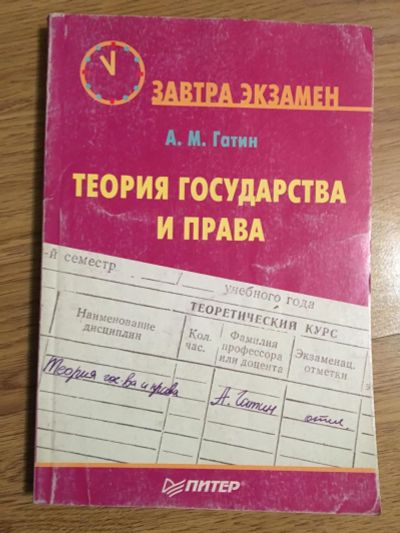 ЗАВТРА ЭКЗАМЕН
А. М. Гатин
ТЕОРИЯ ГОСУДАРСТВА
И ПРАВА
-й семестр
учебного года
ТЕОРЕТИЧЕСКИЙ КУРС
Наименование
дисциплин
Кол.
час.
Фамилия
профессора
или доцента
Экзаменац.
отметки
Теория гос-ва и права
А. Гатин
отл.
ПИТЕР